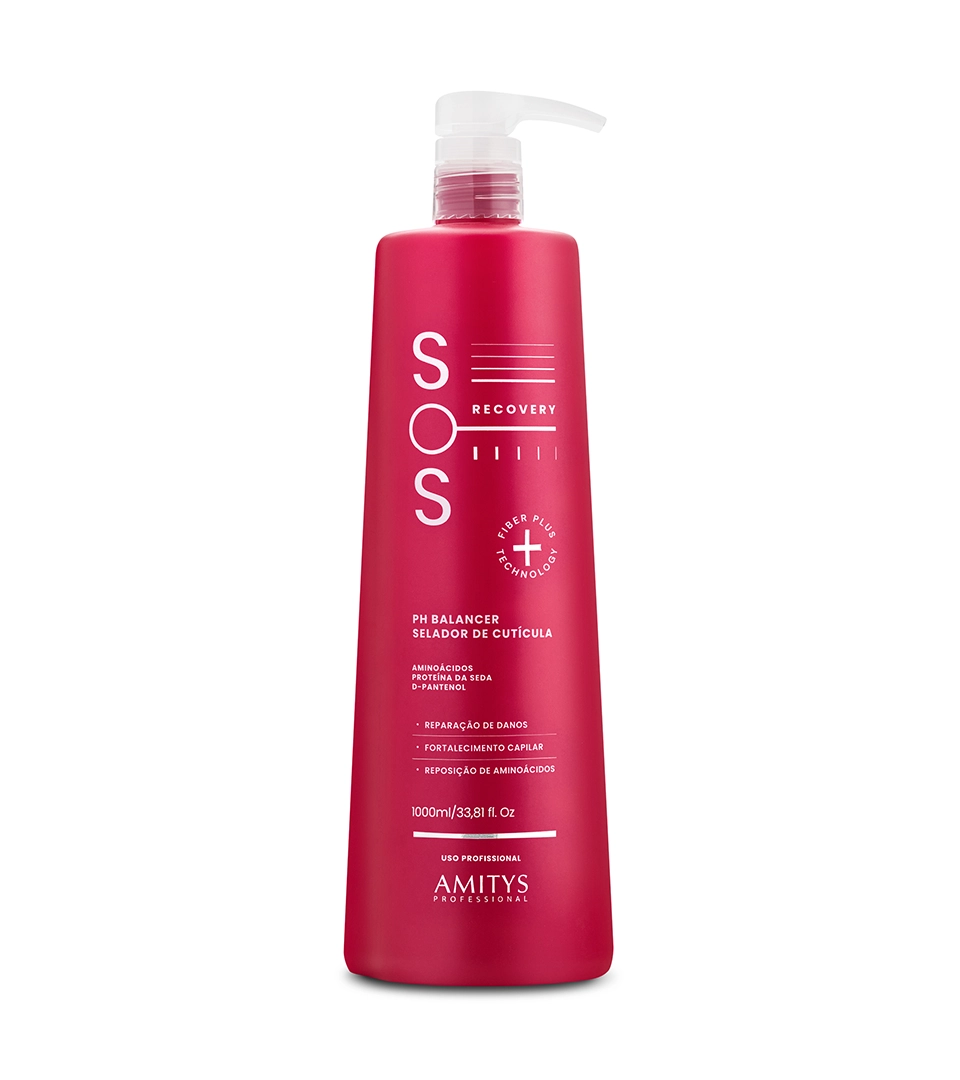 SOS
RECOVERY
FIBER PLUS
TECHNOLOGY
PH BALANCER
SELADOR DE CUTÍCULA
AMINOÁCIDOS
PROTEÍNA DA SEDA
D-PANTENOL
• REPARAÇÃO DE DANOS
• FORTALECIMENTO CAPILAR
• REPOSIÇÃO DE AMINOÁCIDOS
1000ml/33,81 fl. Oz
USO PROFISSIONAL
AMITYS
PROFESSIONAL